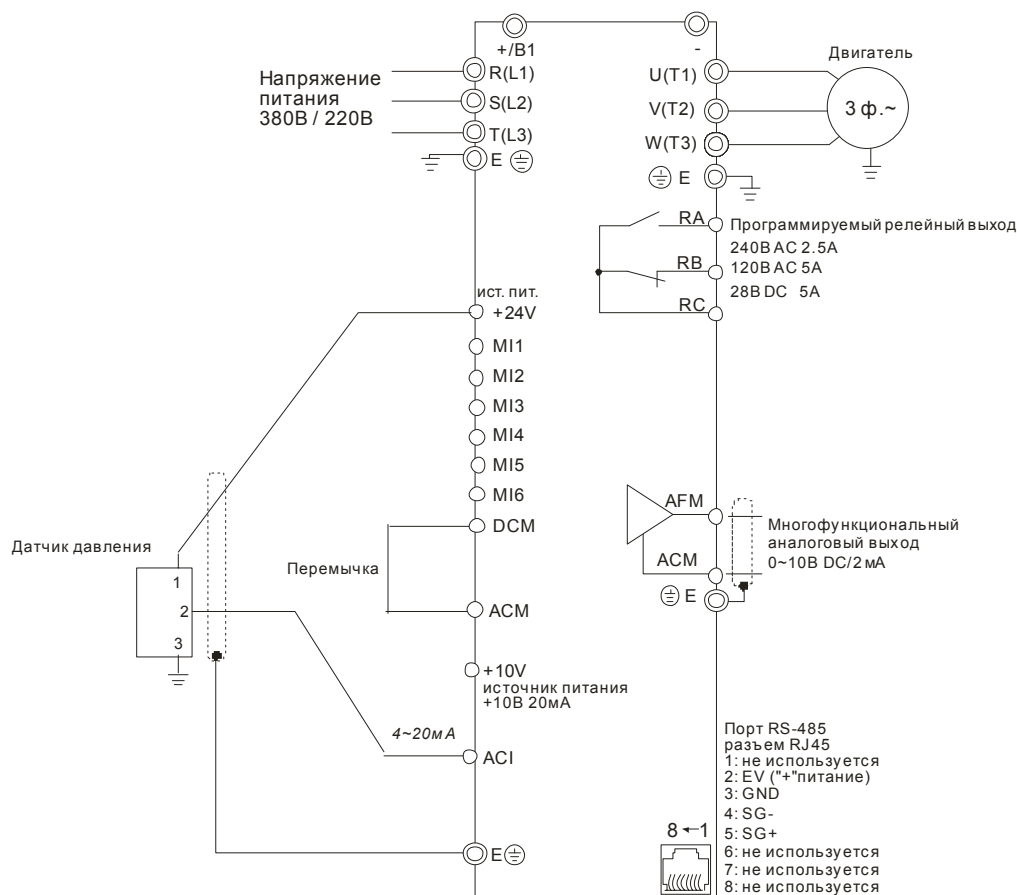 +/B1
-
Напряжение
питания
380В / 220В
R(L1)
S(L2)
T(L3)
E
U(T1)
V(T2)
W(T3)
E
Двигатель
3 ф.~
RA
RB
RC
Программируемый релейный выход
240В AC 2.5A
120В AC 5A
28В DC 5A
ист. пит.
+24V
MI1
MI2
MI3
MI4
MI5
MI6
DCM
Перемычка
ACM
Датчик давления
1
2
3
+10V
источник питания
+10В 20мА
4~20мА
ACI
E
AFM
ACM
E
Многофункциональный
аналоговый выход
0~10В DC/2 мА
Порт RS-485
разъем RJ45
1: не используется
2: EV ("+"питание)
3: GND
4: SG-
5: SG+
6: не используется
7: не используется
8: не используется
8←1